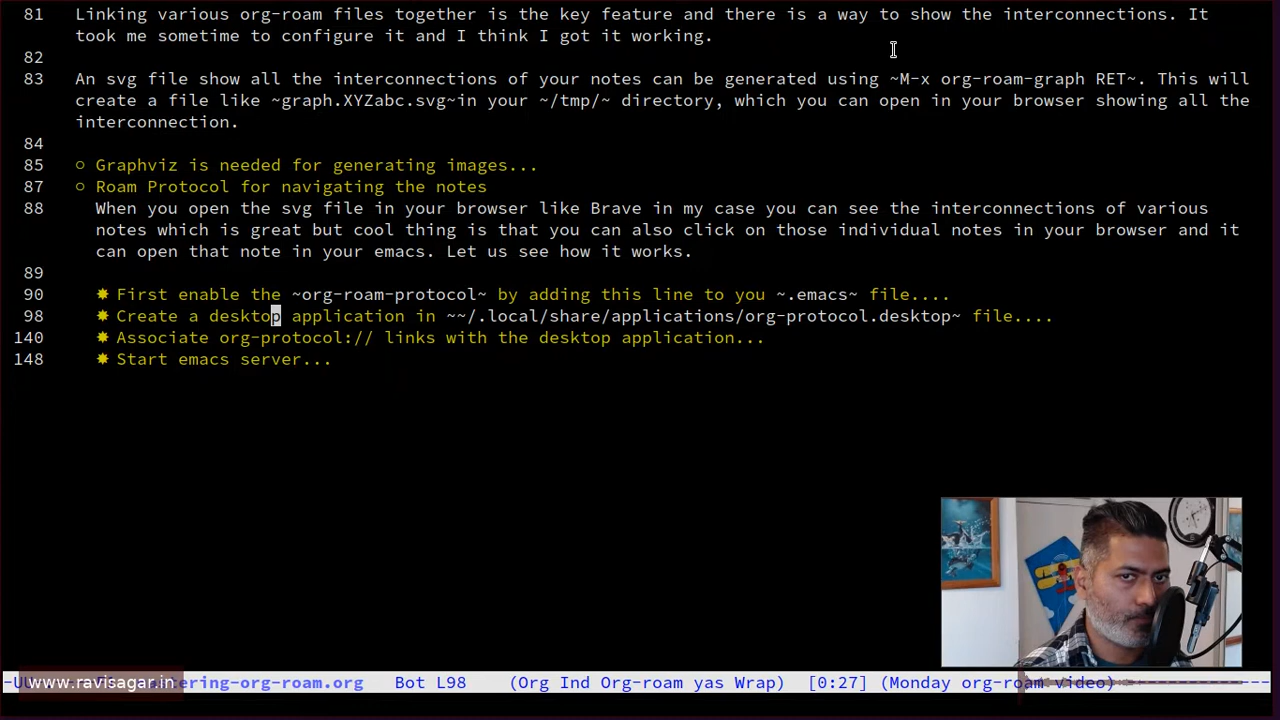 81 Linking various org-roam files together is the key feature and there is a way to show the interconnections. It
took me sometime to configure it and I think I got it working.
82
83 An svg file show all the interconnections of your notes can be generated using ~M-x org-roam-graph RET~. This will
create a file like ~graph.XYZabc.svg~in your ~/tmp/~ directory, which you can open in your browser showing all the
interconnection.
84
85 ○ Graphviz is needed for generating images...
87 ○ Roam Protocol for navigating the notes
88 When you open the svg file in your browser like Brave in my case you can see the interconnections of various
notes which is great but cool thing is that you can also click on those individual notes in your browser and it
can open that note in your emacs. Let us see how it works.
89
90 ✸ First enable the ~org-roam-protocol~ by adding this line to you ~.emacs~ file....
98 ✸ Create a desktop application in ~~/.local/share/applications/org-protocol.desktop~ file....
140 ✸ Associate org-protocol:// links with the desktop application...
148 ✸ Start emacs server...
www.ravisagar.in
tering-org-roam.org Bot L98 (Org Ind Org-roam yas Wrap) [0:27] (Monday org-roam video)